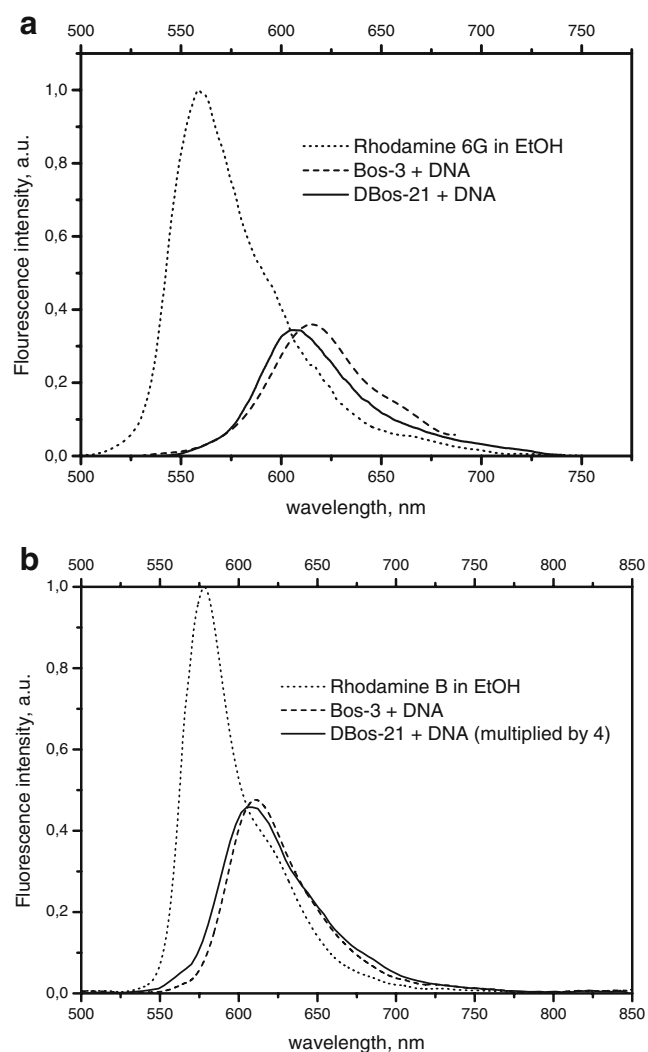 a
500 550 600 650 700 750
1,0
0,8
0,6
0,4
0,2
0,0
Flourescence intensity, a.u.
Rhodamine 6G in EtOH
Bos-3 + DNA
DBos-21 + DNA
500 550 600 650 700 750
wavelength, nm
b
500 550 600 650 700 750 800 850
1,0
0,8
0,6
0,4
0,2
0,0
Fluorescence intensity, a.u.
Rhodamine B in EtOH
Bos-3 + DNA
DBos-21 + DNA (multiplied by 4)
500 550 600 650 700 750 800 850
wavelength, nm